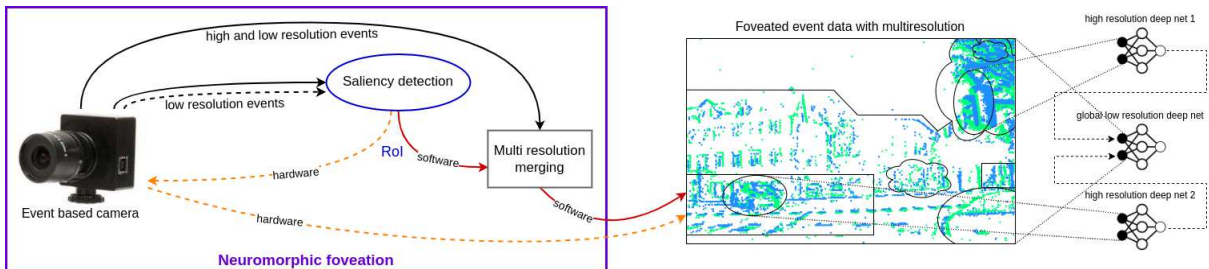 high and low resolution events
Saliency detection
low resolution events
RoI
software
hardware
Multi resolution
merging
Event based camera
hardware
software
Neuromorphic foveation
Foveated event data with multiresolution
high resolution deep net 1
global low resolution deep net
high resolution deep net 2